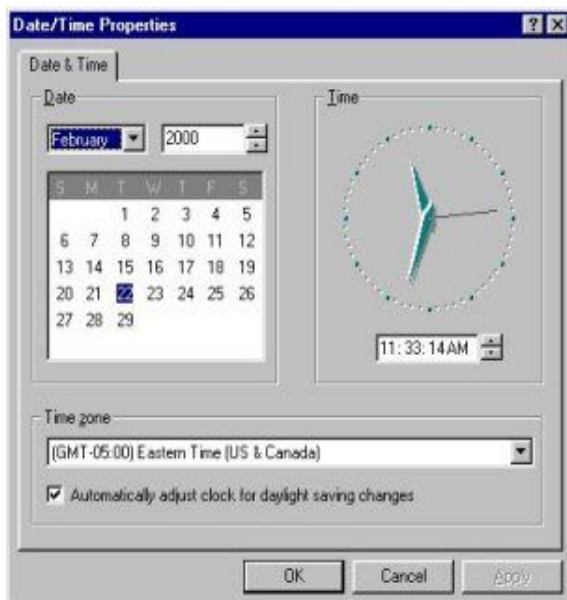 Date/Time Properties
Date & Time
Date
Time
February 2000
S M T W T F S
1 2 3 4 5
6 7 8 9 10 11 12
13 14 15 16 17 18 19
20 21 22 23 24 25 26
27 28 29
11:33:14 AM
Time zone
(GMT-05:00) Eastern Time (US & Canada)
Automatically adjust clock for daylight saving changes
OK Cancel Apply